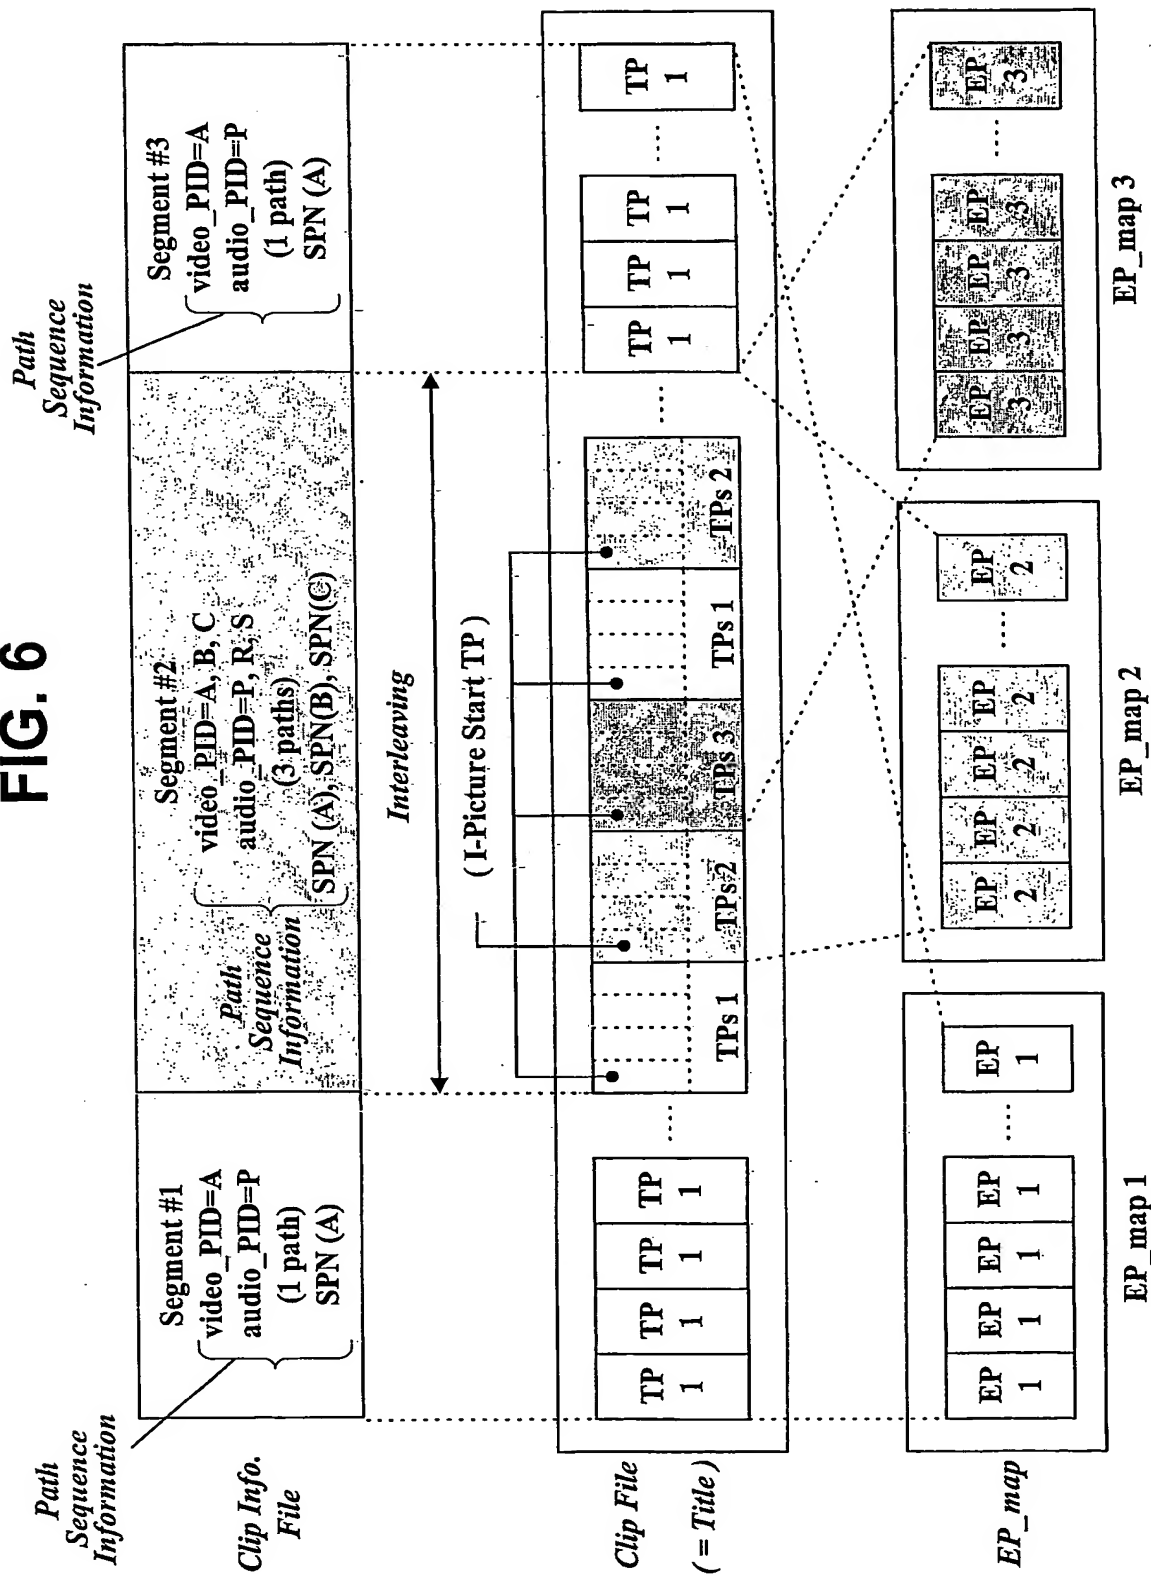 FIG. 6
Path
Sequence
Information
Path
Sequence
Information
Clip Info.
File
Segment #1
video_PID=A
audio_PID=P
(1 path)
SPN (A)
Segment #2
video_PID=A, B, C
audio_PID=P, R, S
(3 paths)
SPN (A), SPN(B), SPN(C)
Path
Sequence
Information
Segment #3
video_PID=A
audio_PID=P
(1 path)
SPN (A)
Interleaving
( I-Picture Start TP )
Clip File
( = Title )
TP
1
TP
1
TP
1
TP
1
......
TPs 1
TPs 2
TPs 3
TPs 1
TPs 2
......
TP
1
TP
1
TP
1
......
TP
1
EP_map
EP
1
EP
1
EP
1
EP
1
......
EP
1
EP
2
EP
2
EP
2
EP
2
......
EP
2
EP
3
EP
3
EP
3
EP
3
......
EP
3
EP_map 1
EP_map 2
EP_map 3